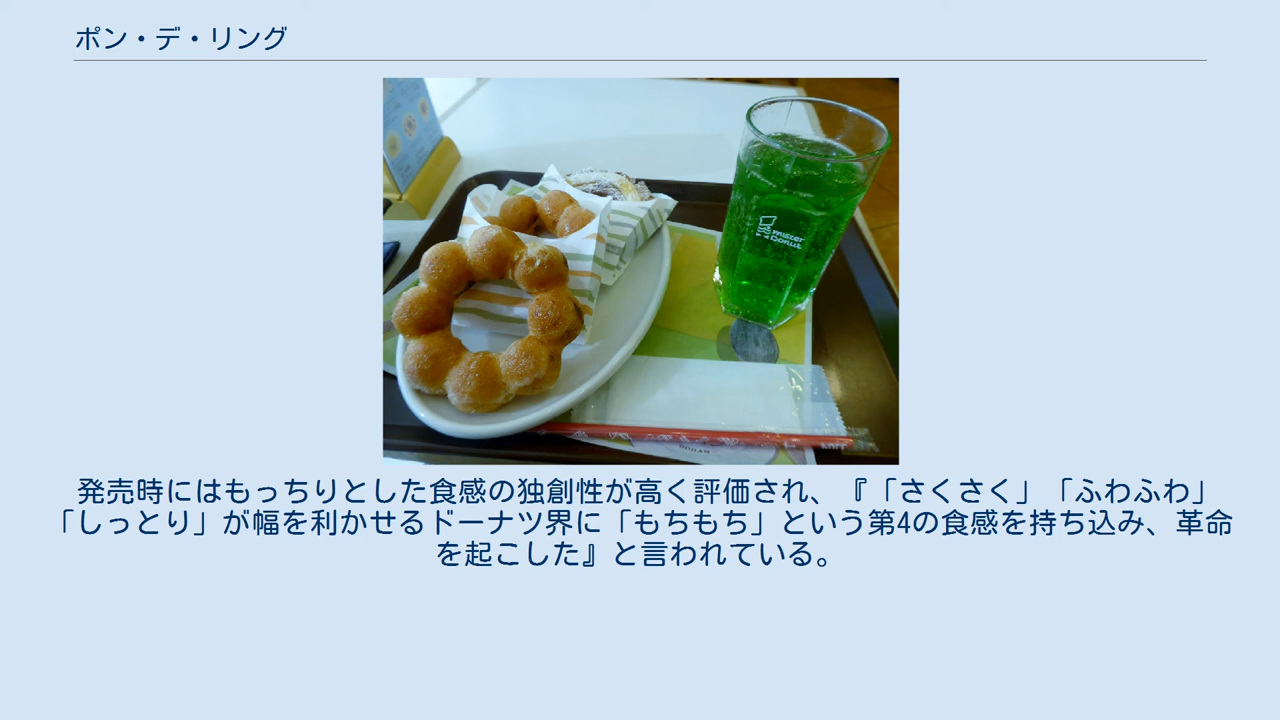 ポン・デ・リング
mister
Donut
発売時にはもっちりとした食感の独創性が高く評価され、『「さくさく」「ふわふわ」
「しっとり」が幅を利かせるドーナツ界に「もちもち」という第4の食感を持ち込み、革命
を起こした』と言われている。